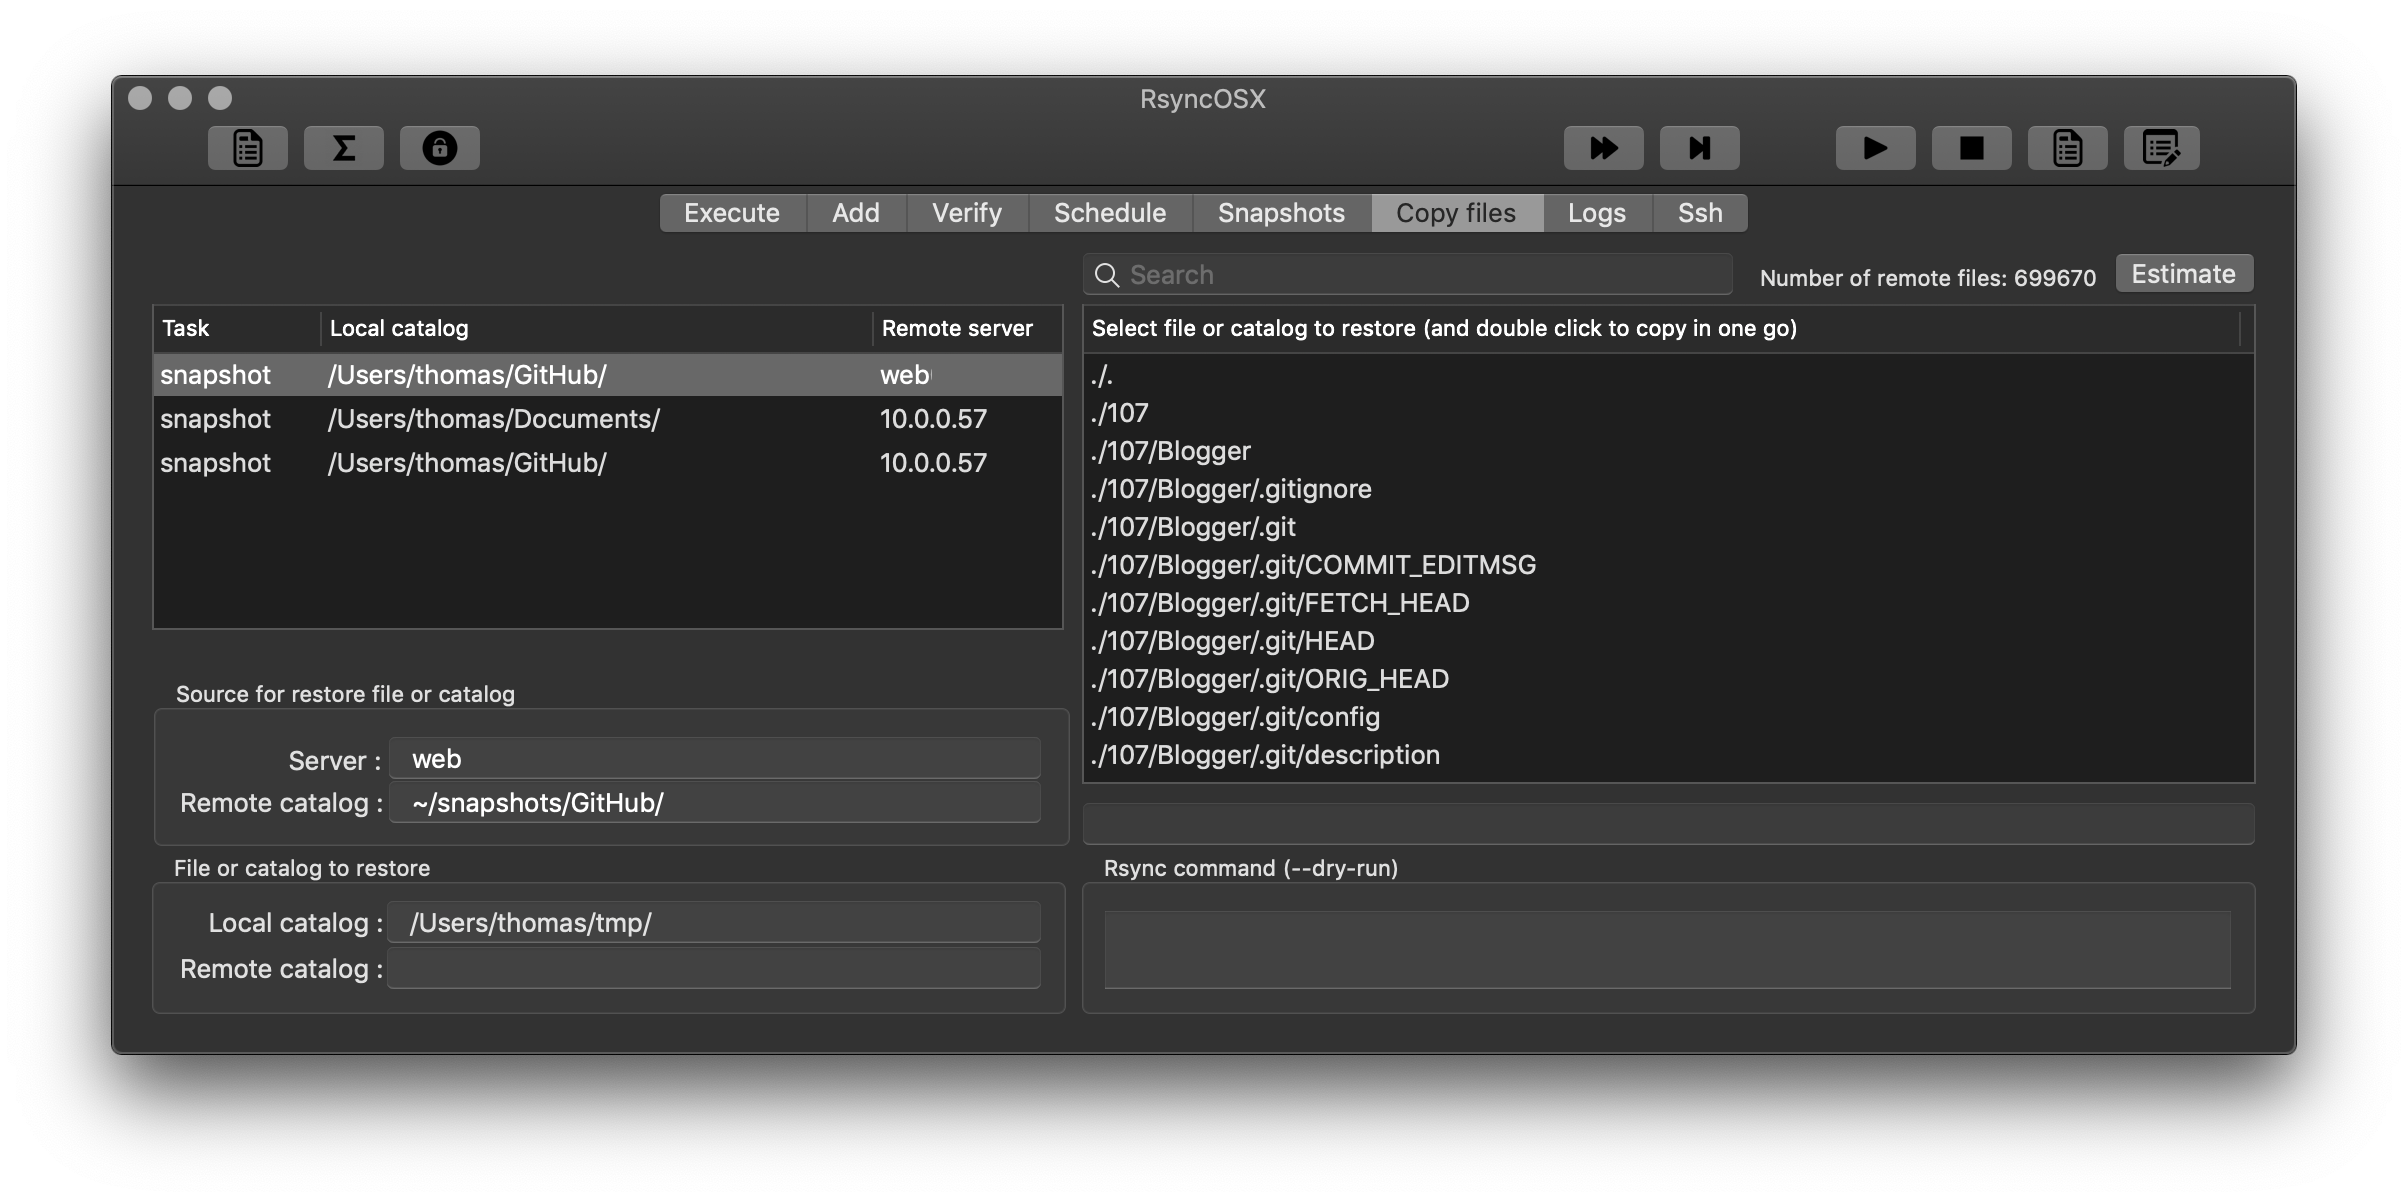 RsyncOSX
Execute Add Verify Schedule Snapshots Copy files Logs Ssh
Search
Number of remote files: 699670
Estimate
Task Local catalog Remote server
snapshot /Users/thomas/GitHub/ web
snapshot /Users/thomas/Documents/ 10.0.0.57
snapshot /Users/thomas/GitHub/ 10.0.0.57
Select file or catalog to restore (and double click to copy in one go)
./.
./107
./107/Blogger
./107/Blogger/.gitignore
./107/Blogger/.git
./107/Blogger/.git/COMMIT_EDITMSG
./107/Blogger/.git/FETCH_HEAD
./107/Blogger/.git/HEAD
./107/Blogger/.git/ORIG_HEAD
./107/Blogger/.git/config
./107/Blogger/.git/description
Source for restore file or catalog
Server : web
Remote catalog : ~/snapshots/GitHub/
File or catalog to restore
Local catalog : /Users/thomas/tmp/
Remote catalog :
Rsync command (--dry-run)